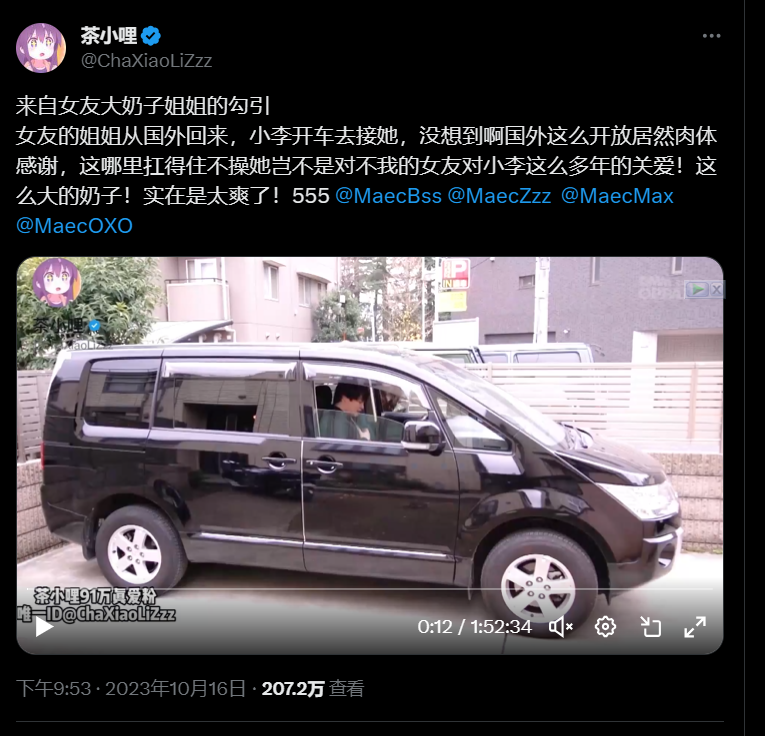 茶小哩
@ChaXiaoLiZzz
来自女友大奶子姐姐的勾引
女友的姐姐从国外回来，小李开车去接她，没想到啊国外这么开放居然肉体
感谢，这哪里扛得住不操她岂不是对不我的女友对小李这么多年的关爱！这
么大的奶子！实在是太爽了！555 @MaecBss @MaecZzz @MaecMax
@MaecOXO
茶小哩
P
茶小哩91万真爱粉
唯一ID@ChaXiaoLiZzz
0:12 / 1:52:34
下午9:53 · 2023年10月16日 · 207.2万 查看